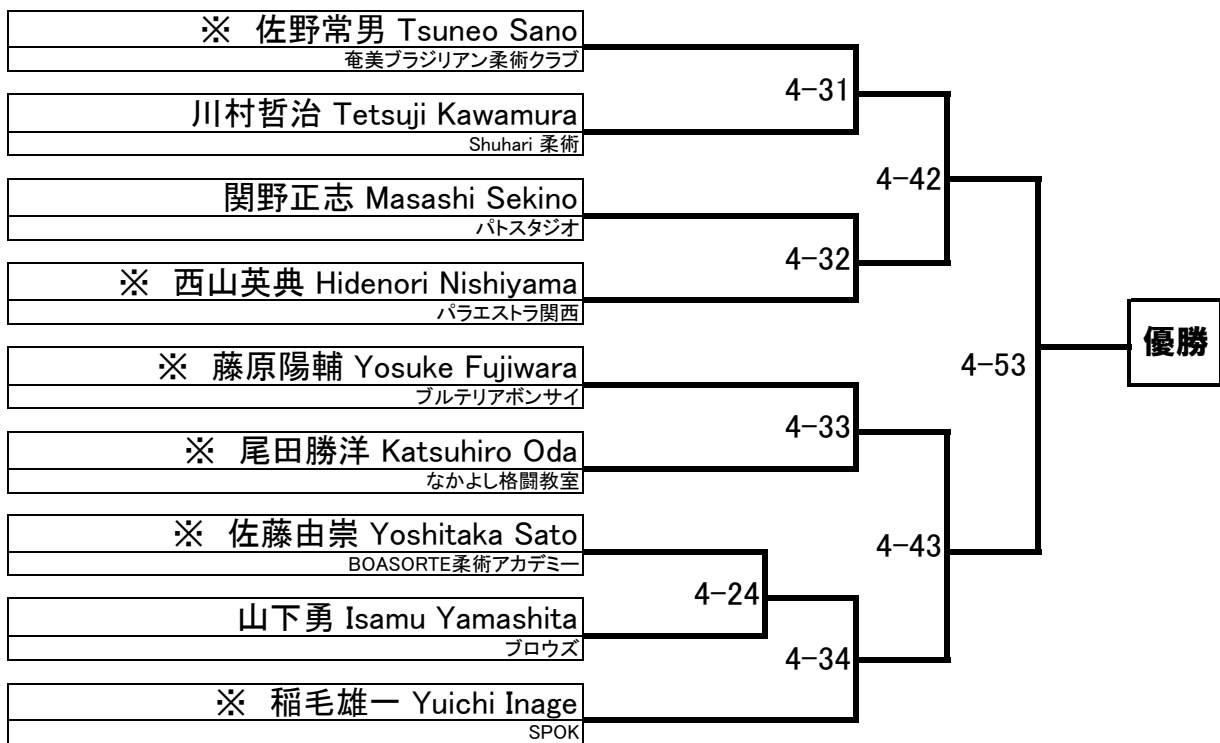 ※ 佐野常男 Tsuneo Sano
奄美ブラジリアン柔術クラブ
4-31
川村哲治 Tetsuji Kawamura
Shuhari 柔術
4-42
関野正志 Masashi Sekino
パトスタジオ
4-32
※ 西山英典 Hidenori Nishiyama
パラエストラ関西
優勝
※ 藤原陽輔 Yosuke Fujiwara
ブルテリアボンサイ
4-53
4-33
※ 尾田勝洋 Katsuhiro Oda
なかよし格闘教室
※ 佐藤由崇 Yoshitaka Sato
BOASORTE柔術アカデミー
4-43
4-24
山下勇 Isamu Yamashita
ブロウズ
4-34
※ 稲毛雄一 Yuichi Inage
SPOK